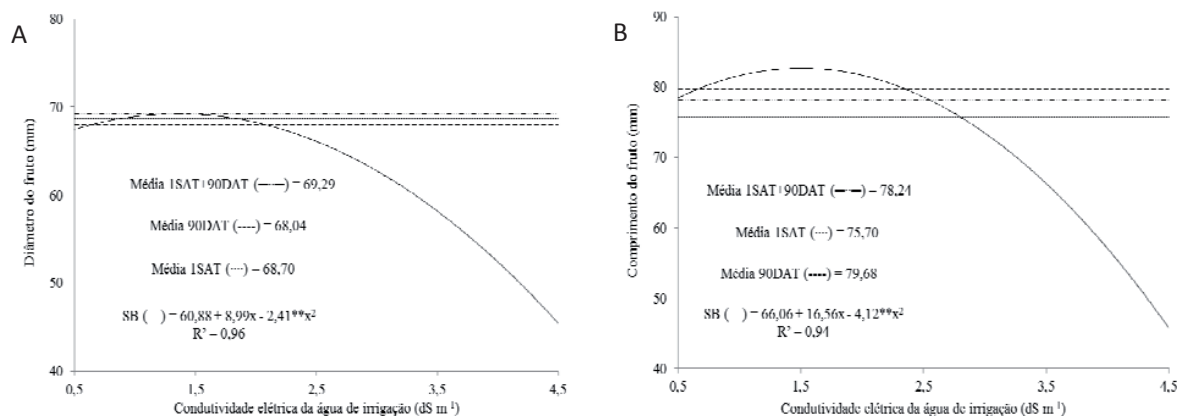 A
80
70
60
50
40
Diâmetro do fruto (mm)
Média 1SAT+90DAT (—·—) = 69,29
Média 90DAT (----) = 68,04
Média 1SAT (····) – 68,70
SB ( ) = 60,88 + 8,99x - 2,41**x²
R² – 0,96
0,5 1,5 2,5 3,5 4,5
Condutividade elétrica da água de irrigação (dS m⁻¹)
B
90
80
70
60
50
40
Comprimento do fruto (mm)
Média 1SAT+90DAT (—·—) – 78,24
Média 1SAT (····) = 75,70
Média 90DAT (----) = 79,68
SB ( ) = 66,06 + 16,56x - 4,12**x²
R² – 0,94
0,5 1,5 2,5 3,5 4,5
Condutividade elétrica da água de irrigação (dS m⁻¹)